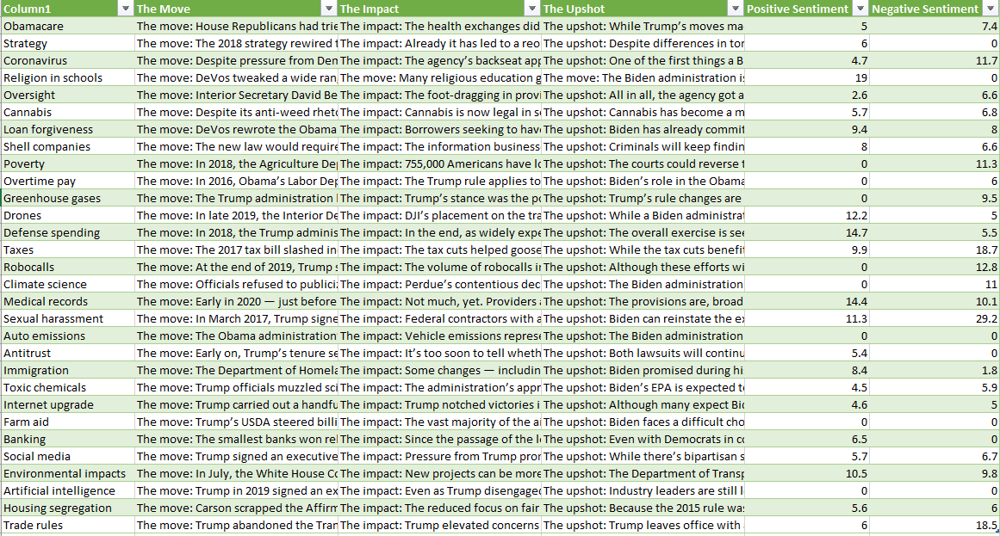 Column1 The Move The Impact The Upshot Positive Sentiment Negative Sentiment
Obamacare The move: House Republicans had trie The impact: The health exchanges did The upshot: While Trump's moves ma 5 7.4
Strategy The move: The 2018 strategy rewired t The impact: Already it has led to a reo The upshot: Despite differences in tor 6 0
Coronavirus The move: Despite pressure from Den The impact: The agency's backseat app The upshot: One of the first things a B 4.7 11.7
Religion in schools The move: DeVos tweaked a wide ran The move: Many religious education g The move: The Biden administration is 19 0
Oversight The move: Interior Secretary David Be The impact: The foot-dragging in provi The upshot: All in all, the agency got a 2.6 6.6
Cannabis The move: Despite its anti-weed rheto The impact: Cannabis is now legal in so The upshot: Cannabis has become a m 5.7 6.8
Loan forgiveness The move: DeVos rewrote the Obama The impact: Borrowers seeking to have The upshot: Biden has already commit 9.4 8
Shell companies The move: The new law would require The impact: The information business The upshot: Criminals will keep findin 8 6.6
Poverty The move: In 2018, the Agriculture Dep The impact: 755,000 Americans have lo The upshot: The courts could reverse t 0 11.3
Overtime pay The move: In 2016, Obama's Labor Dep The impact: The Trump rule applies to The upshot: Biden's role in the Obama 0 6
Greenhouse gases The move: The Trump administration The impact: Trump's stance was the po The upshot: Trump's rule changes are 0 9.5
Drones The move: In late 2019, the Interior De The impact: DJI's placement on the tra The upshot: While a Biden administrat 12.2 5
Defense spending The move: In 2018, the Trump adminis The impact: In the end, as widely expe The upshot: The overall exercise is see 14.7 5.5
Taxes The move: The 2017 tax bill slashed in The impact: The tax cuts helped goose The upshot: While the tax cuts benefit 9.9 18.7
Robocalls The move: At the end of 2019, Trump s The impact: The volume of robocalls in The upshot: Although these efforts wi 0 12.8
Climate science The move: Officials refused to publici The impact: Perdue's contentious dec The upshot: The Biden administration 0 11
Medical records The move: Early in 2020 — just before The impact: Not much, yet. Providers a The upshot: The provisions are, broad 14.4 10.1
Sexual harassment The move: In March 2017, Trump signe The impact: Federal contractors with a The upshot: Biden can reinstate the ex 11.3 29.2
Auto emissions The move: The Obama administration The impact: Vehicle emissions represe The upshot: The Biden administration 0 0
Antitrust The move: Early on, Trump's tenure se The impact: It's too soon to tell wheth The upshot: Both lawsuits will continu 5.4 0
Immigration The move: The Department of Homela The impact: Some changes — includin The upshot: Biden promised during hi 8.4 1.8
Toxic chemicals The move: Trump officials muzzled sci The impact: The administration's appr The upshot: Biden's EPA is expected to 4.5 5.9
Internet upgrade The move: Trump carried out a handfu The impact: Trump notched victories i The upshot: Although many expect Bid 4.6 5
Farm aid The move: Trump's USDA steered billi The impact: The vast majority of the ai The upshot: Biden faces a difficult cho 0 0
Banking The move: The smallest banks won rel The impact: Since the passage of the l The upshot: Even with Democrats in co 6.5 0
Social media The move: Trump signed an executive The impact: Pressure from Trump pror The upshot: While there's bipartisan s 5.7 6.7
Environmental impacts The move: In July, the White House Co The impact: New projects can be more The upshot: The Department of Transp 10.5 9.8
Artificial intelligence The move: Trump in 2019 signed an ex The impact: Even as Trump disengaged The upshot: Industry leaders are still l 0 0
Housing segregation The move: Carson scrapped the Affirm The impact: The reduced focus on fair The upshot: Because the 2015 rule was 5.6 6
Trade rules The move: Trump abandoned the Tran The impact: Trump elevated concerns The upshot: Trump leaves office with 6 18.5